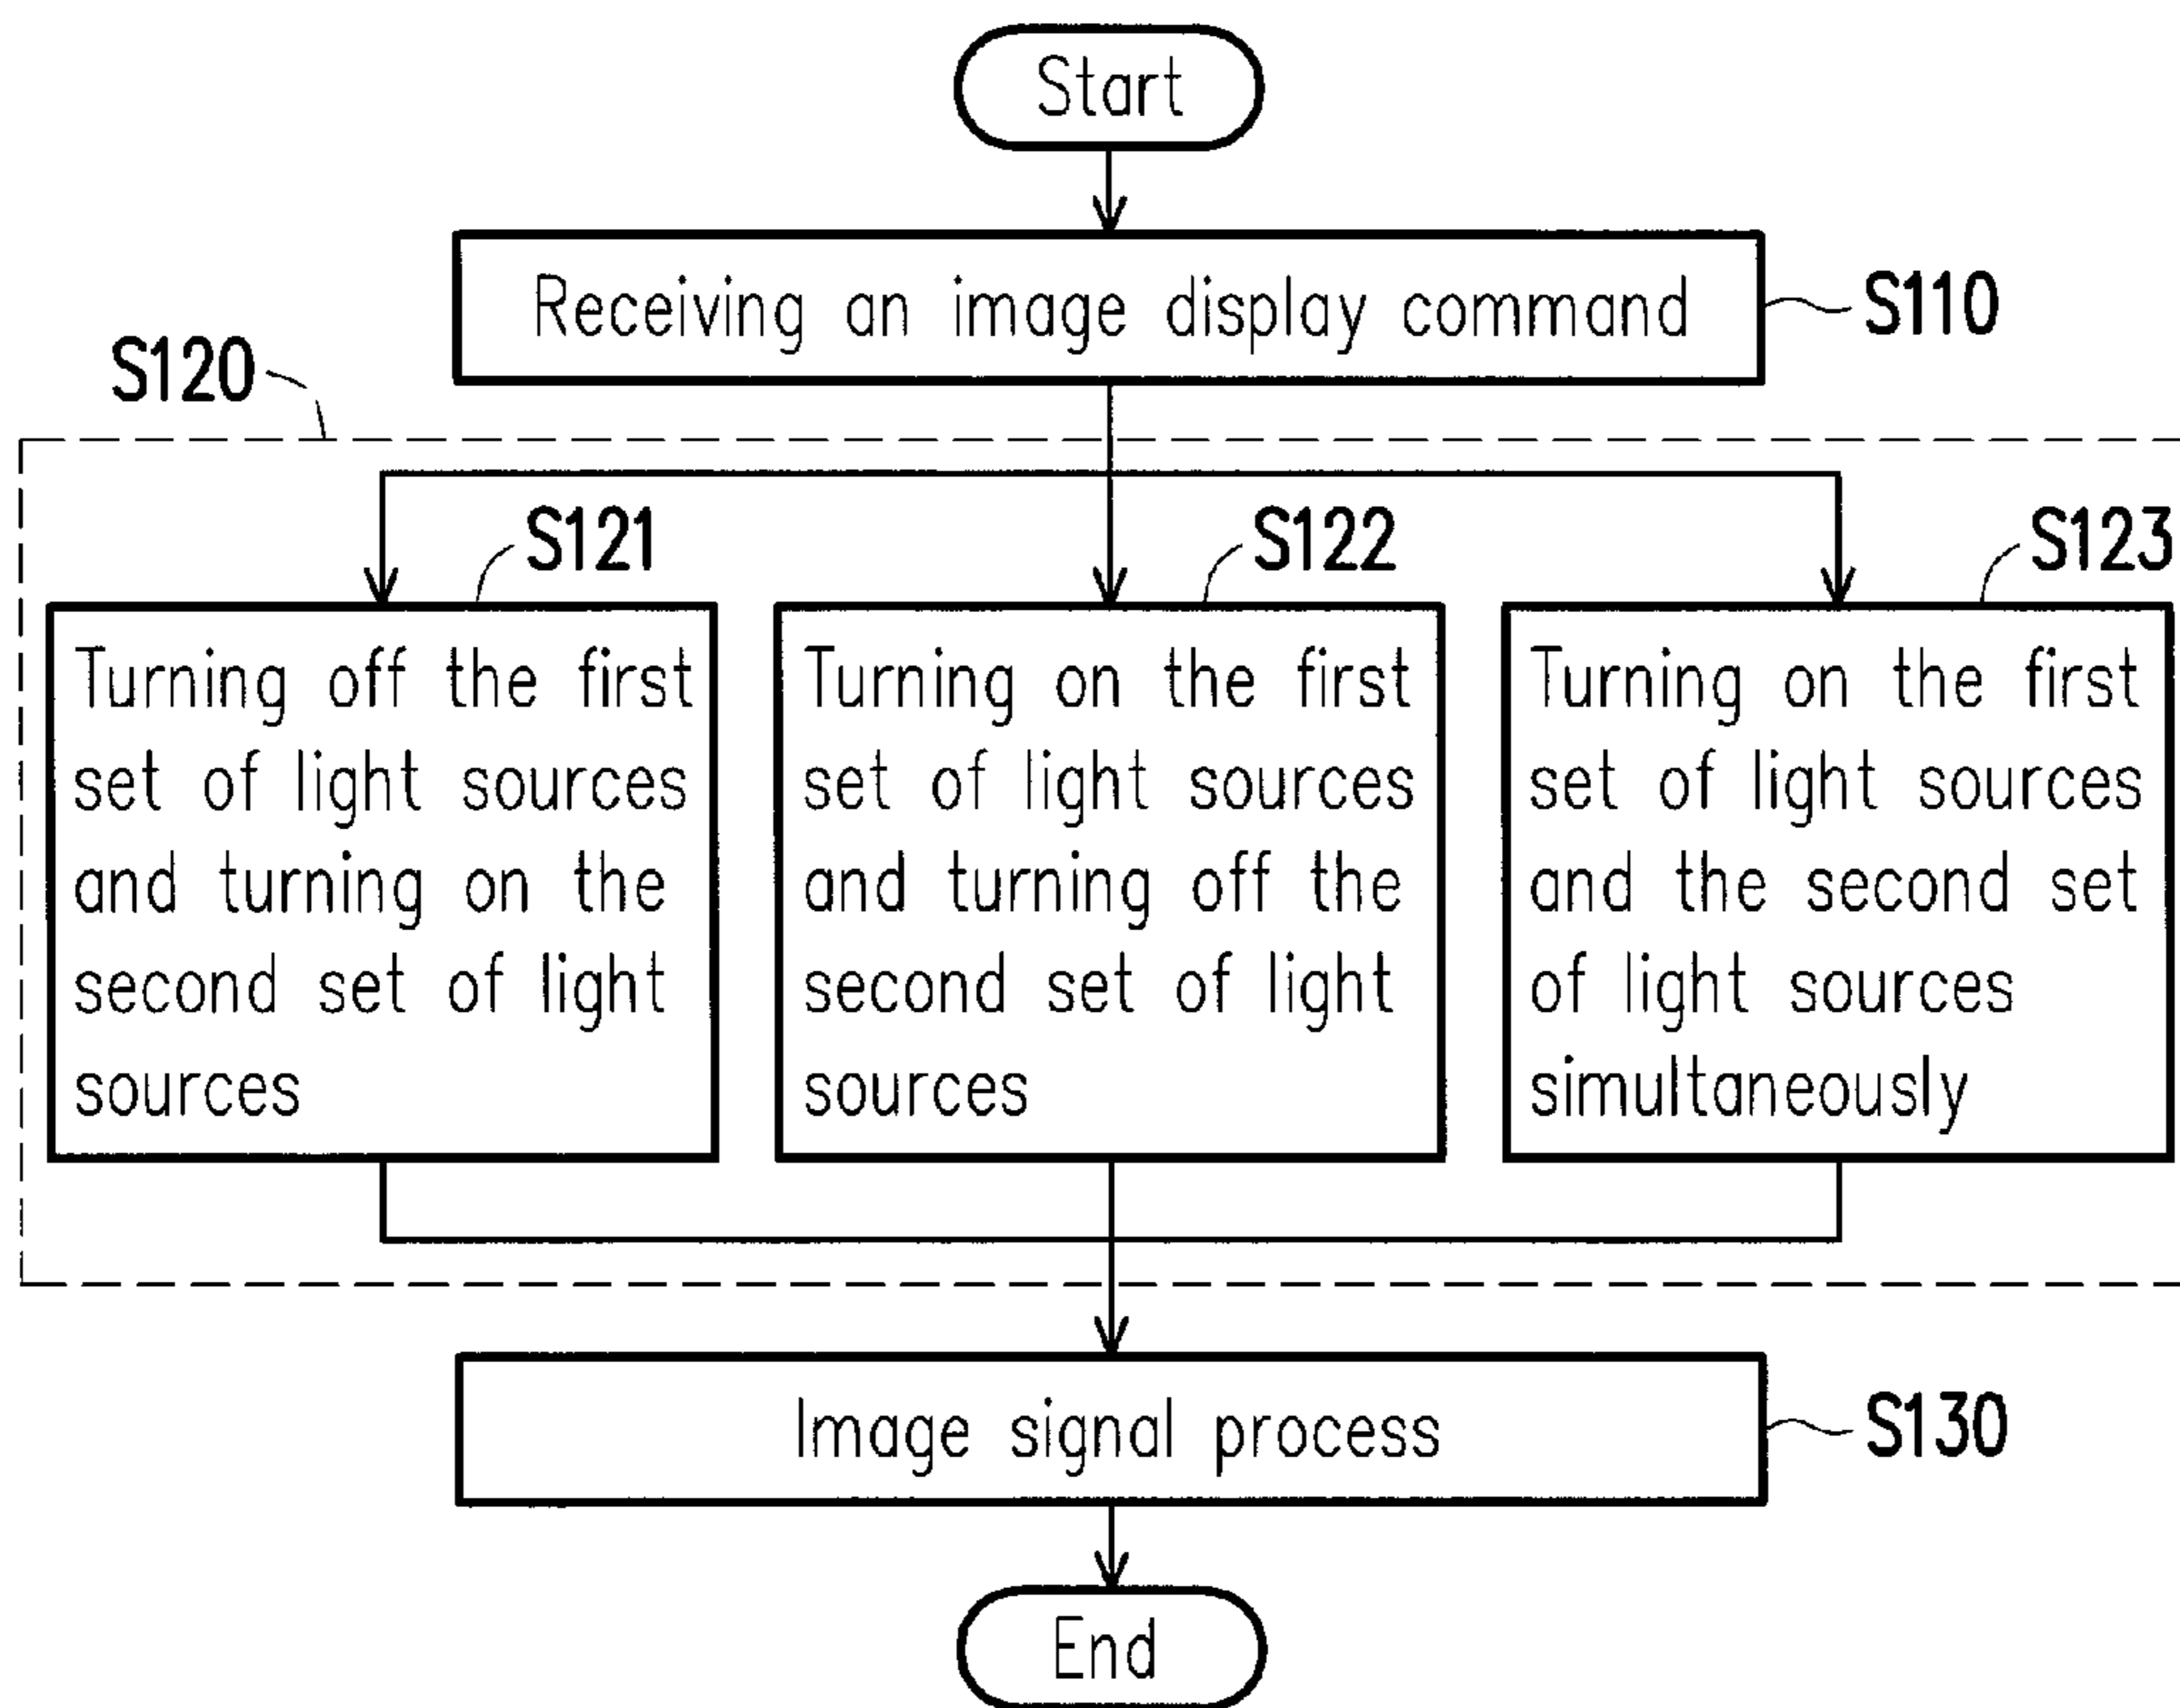 Start
Receiving an image display command
S110
S120
S121
S122
S123
Turning off the first
set of light sources
and turning on the
second set of light
sources
Turning on the first
set of light sources
and turning off the
second set of light
sources
Turning on the first
set of light sources
and the second set
of light sources
simultaneously
Image signal process
S130
End